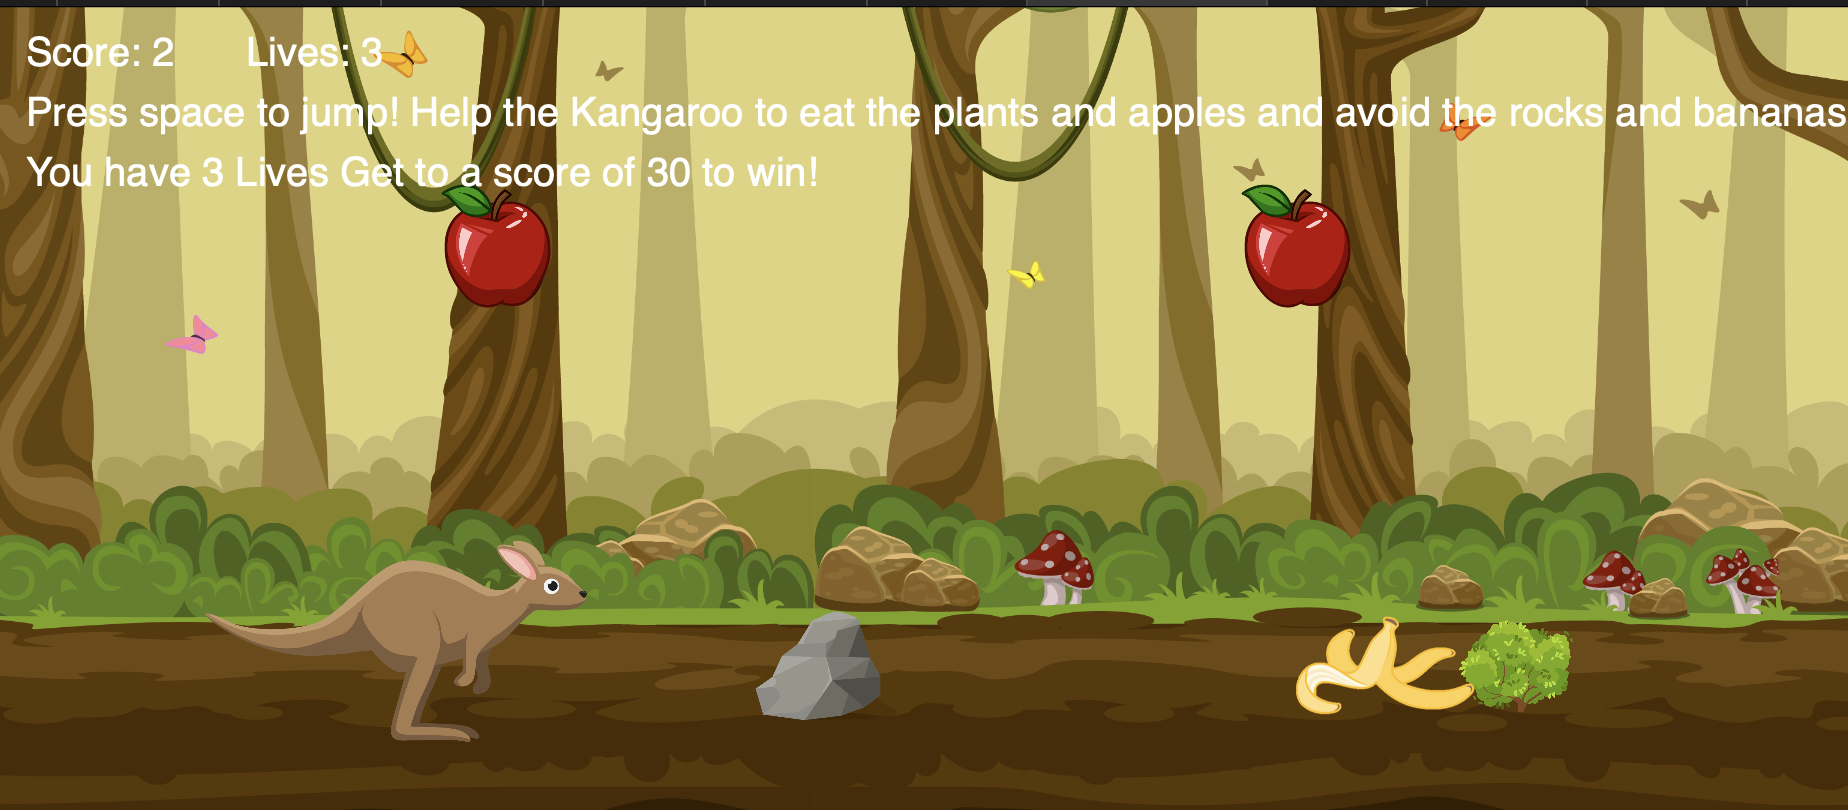 Score: 2 Lives: 3
Press space to jump! Help the Kangaroo to eat the plants and apples and avoid the rocks and bananas
You have 3 Lives Get to a score of 30 to win!